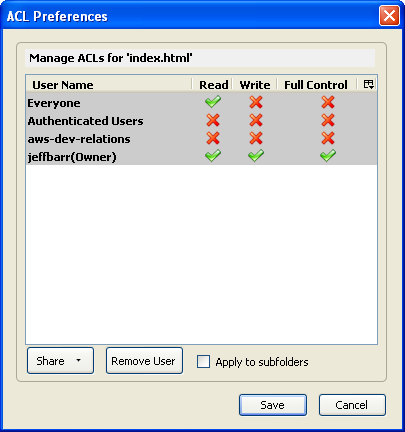 ACL Preferences
Manage ACLs for 'index.html'
User Name Read Write Full Control
Everyone
Authenticated Users
aws-dev-relations
jeffbarr(Owner)
Share Remove User Apply to subfolders
Save Cancel